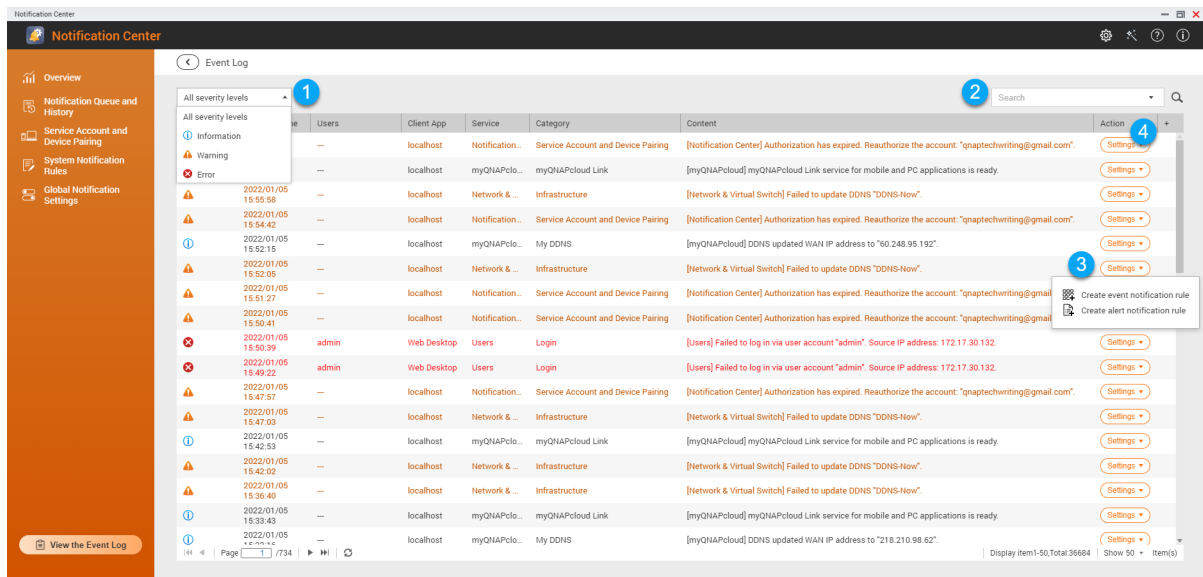 Notification Center
Notification Center
Event Log
Overview
Notification Queue and
History
Service Account and
Device Pairing
System Notification
Rules
Global Notification
Settings
View the Event Log
All severity levels
1
2
Search
All severity levels
Information
Warning
Error
Users Client App Service Category Content Action +
4
--- localhost Notification... Service Account and Device Pairing [Notification Center] Authorization has expired. Reauthorize the account: "qnaptechwriting@gmail.com". Settings
--- localhost myQNAPclo... myQNAPcloud Link [myQNAPcloud] myQNAPcloud Link service for mobile and PC applications is ready. Settings
2022/01/05
15:55:58
--- localhost Network & ... Infrastructure [Network & Virtual Switch] Failed to update DDNS "DDNS-Now". Settings
2022/01/05
15:54:42
--- localhost Notification... Service Account and Device Pairing [Notification Center] Authorization has expired. Reauthorize the account: "qnaptechwriting@gmail.com". Settings
2022/01/05
15:52:15
--- localhost myQNAPclo... My DDNS [myQNAPcloud] DDNS updated WAN IP address to "60.248.95.192". Settings
2022/01/05
15:52:05
--- localhost Network & ... Infrastructure [Network & Virtual Switch] Failed to update DDNS "DDNS-Now". Settings
3
Create event notification rule
Create alert notification rule
2022/01/05
15:51:27
--- localhost Notification... Service Account and Device Pairing [Notification Center] Authorization has expired. Reauthorize the account: "qnaptechwriting@gmail
2022/01/05
15:50:41
--- localhost Notification... Service Account and Device Pairing [Notification Center] Authorization has expired. Reauthorize the account: "qnaptechwriting@gmail
2022/01/05
15:50:39
admin Web Desktop Users Login [Users] Failed to log in via user account "admin". Source IP address: 172.17.30.132. Settings
2022/01/05
15:49:22
admin Web Desktop Users Login [Users] Failed to log in via user account "admin". Source IP address: 172.17.30.132. Settings
2022/01/05
15:47:57
--- localhost Notification... Service Account and Device Pairing [Notification Center] Authorization has expired. Reauthorize the account: "qnaptechwriting@gmail.com". Settings
2022/01/05
15:47:03
--- localhost Network & ... Infrastructure [Network & Virtual Switch] Failed to update DDNS "DDNS-Now". Settings
2022/01/05
15:42:53
--- localhost myQNAPclo... myQNAPcloud Link [myQNAPcloud] myQNAPcloud Link service for mobile and PC applications is ready. Settings
2022/01/05
15:42:02
--- localhost Network & ... Infrastructure [Network & Virtual Switch] Failed to update DDNS "DDNS-Now". Settings
2022/01/05
15:36:40
--- localhost Network & ... Infrastructure [Network & Virtual Switch] Failed to update DDNS "DDNS-Now". Settings
2022/01/05
15:33:43
--- localhost myQNAPclo... myQNAPcloud Link [myQNAPcloud] myQNAPcloud Link service for mobile and PC applications is ready. Settings
2022/01/05
--- localhost myQNAPclo... My DDNS [myQNAPcloud] DDNS updated WAN IP address to "218.210.98.62". Settings
Page 1 /734 Display item1-50,Total:36684 Show 50 Item(s)